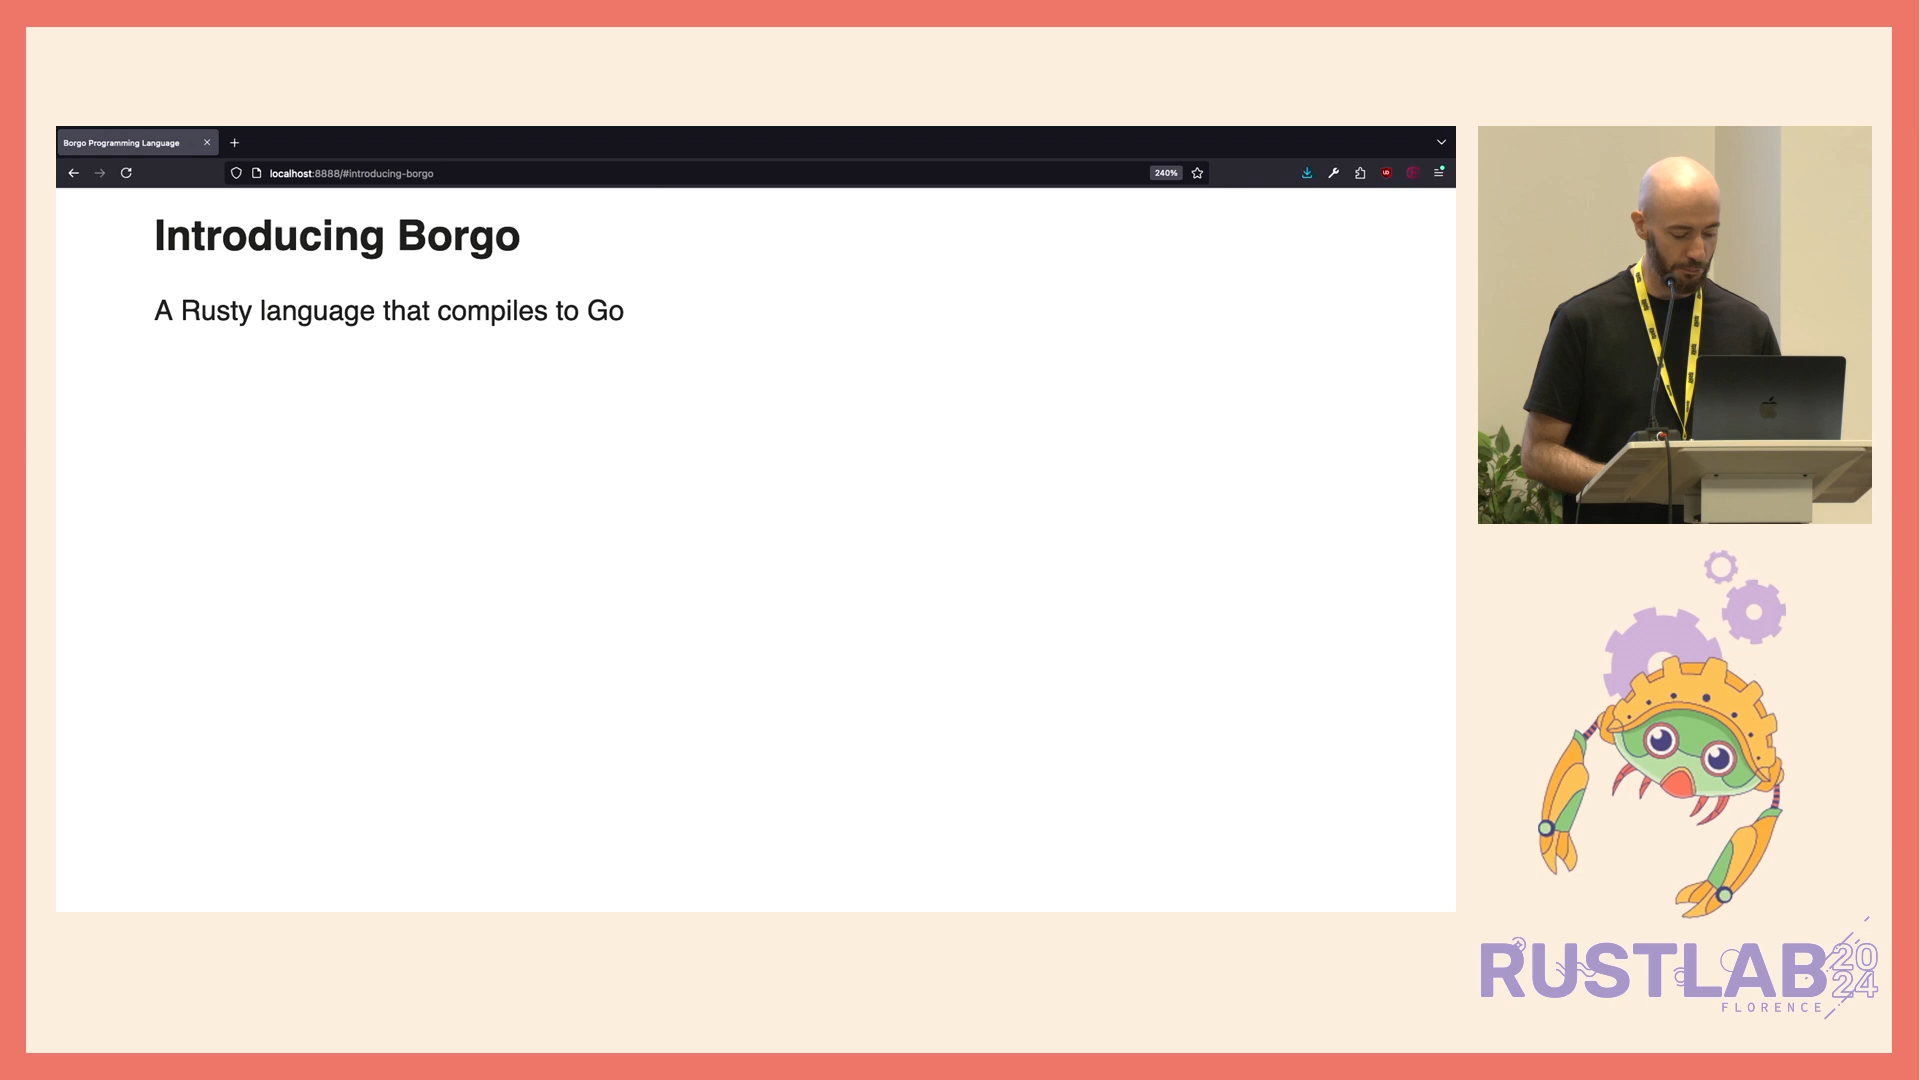 Borgo Programming Language
localhost:8888/#introducing-borgo
240%
Introducing Borgo
A Rusty language that compiles to Go
RUSTLAB 2024
FLORENCE